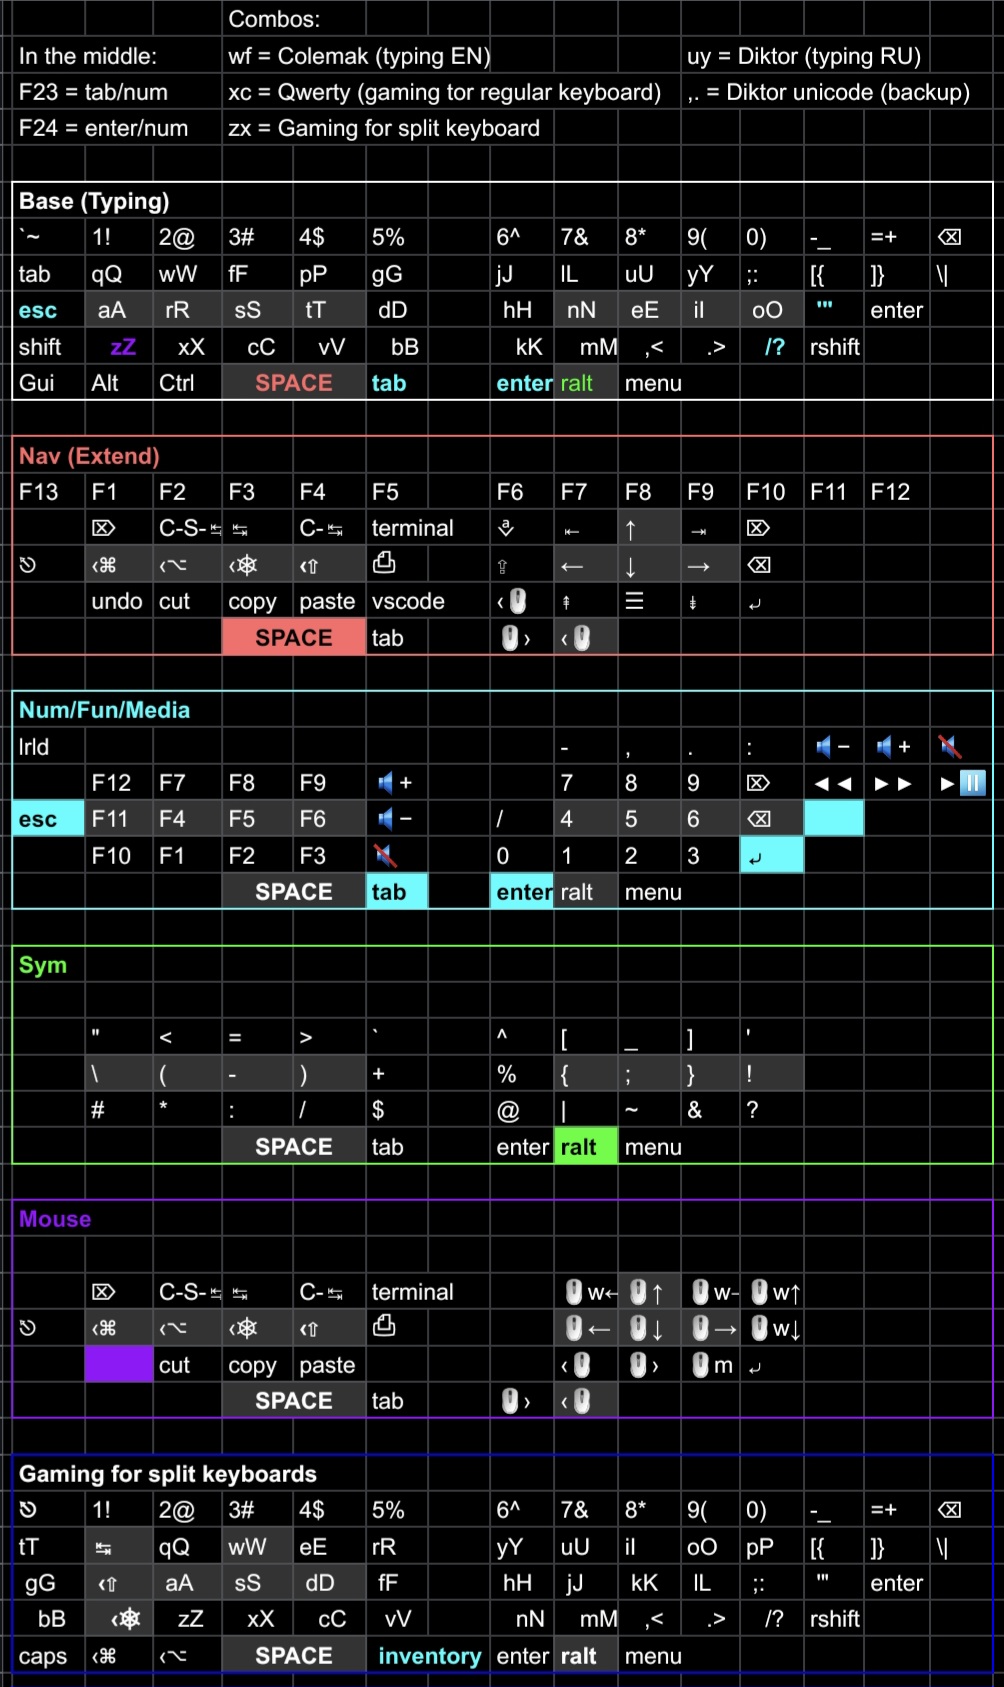 Combos:
In the middle: wf = Colemak (typing EN) uy = Diktor (typing RU)
F23 = tab/num xc = Qwerty (gaming tor regular keyboard) ,. = Diktor unicode (backup)
F24 = enter/num zx = Gaming for split keyboard
Base (Typing)
`~ 1! 2@ 3# 4$ 5% 6^ 7& 8* 9( 0) -_ =+ ⌫
tab qQ wW fF pP gG jJ lL uU yY ;: [{ ]} \|
esc aA rR sS tT dD hH nN eE iI oO '" enter
shift zZ xX cC vV bB kK mM ,< .> /? rshift
Gui Alt Ctrl SPACE tab enter ralt menu
Nav (Extend)
F13 F1 F2 F3 F4 F5 F6 F7 F8 F9 F10 F11 F12
⌦ C-S-↹ ↹ C-↹ terminal ⇤ ↑ ⇥ ⌦
⎋ ‹⌘ ‹⌥ ‹⎈ ‹⇧ ⎙ ⇪ ← ↓ → ⌫
undo cut copy paste vscode ‹🖱 ⇞ ☰ ⇟ ⤶
SPACE tab 🖱› ‹🖱
Num/Fun/Media
lrld - , . : 🔈− 🔈+ 🔇
F12 F7 F8 F9 🔈+ 7 8 9 ⌦ ◀◀ ▶▶ ▶⏸
esc F11 F4 F5 F6 🔈− / 4 5 6 ⌫
F10 F1 F2 F3 🔇 0 1 2 3 ⤶
SPACE tab enter ralt menu
Sym
" < = > ` ^ [ _ ] '
\ ( - ) + % { ; } !
# * : / $ @ | ~ & ?
SPACE tab enter ralt menu
Mouse
⌦ C-S-↹ ↹ C-↹ terminal 🖱w← 🖱↑ 🖱w- 🖱w↑
⎋ ‹⌘ ‹⌥ ‹⎈ ‹⇧ ⎙ 🖱← 🖱↓ 🖱→ 🖱w↓
cut copy paste ‹🖱 🖱› 🖱m ⤶
SPACE tab 🖱› ‹🖱
Gaming for split keyboards
⎋ 1! 2@ 3# 4$ 5% 6^ 7& 8* 9( 0) -_ =+ ⌫
tT ↹ qQ wW eE rR yY uU iI oO pP [{ ]} \|
gG ‹⇧ aA sS dD fF hH jJ kK lL ;: '" enter
bB ‹⎈ zZ xX cC vV nN mM ,< .> /? rshift
caps ‹⌘ ‹⌥ SPACE inventory enter ralt menu